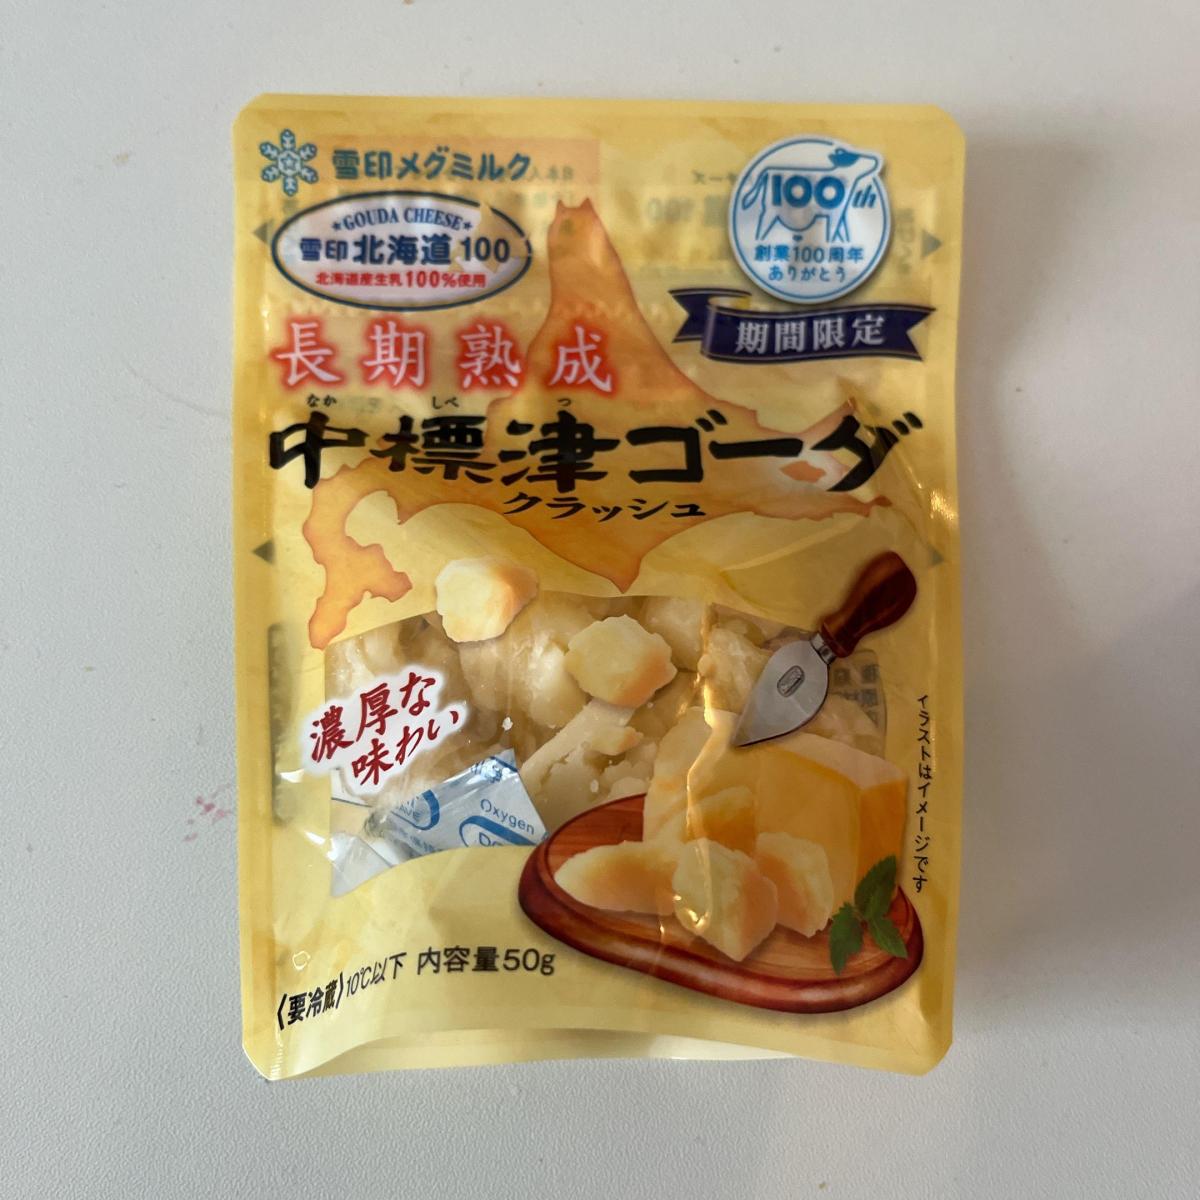 雪印メグミルク
GOUDA CHEESE
雪印北海道100
北海道産生乳100%使用
100th
創業100周年
ありがとう
期間限定
長期熟成
なか しべ つ
中標津ゴーダ
クラッシュ
濃厚な
味わい
Oxygen
イラストはイメージです
〈要冷蔵〉10℃以下 内容量50g